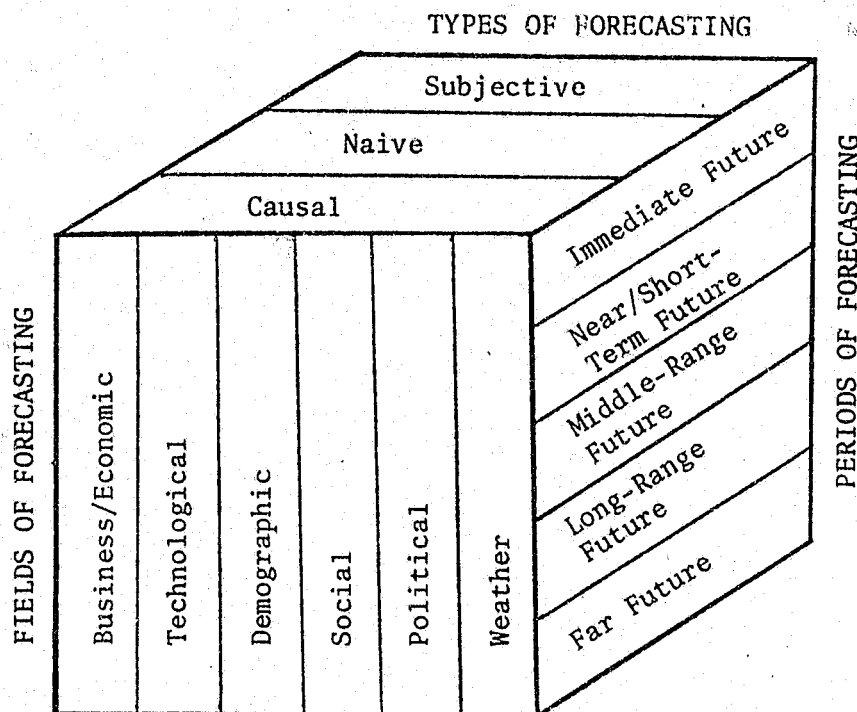 TYPES OF FORECASTING
Subjective
Naive
Causal
Immediate Future
Near/Short-
Term Future
Middle-Range
Future
Long-Range
Future
Far Future
PERIODS OF FORECASTING
FIELDS OF FORECASTING
Business/Economic
Technological
Demographic
Social
Political
Weather